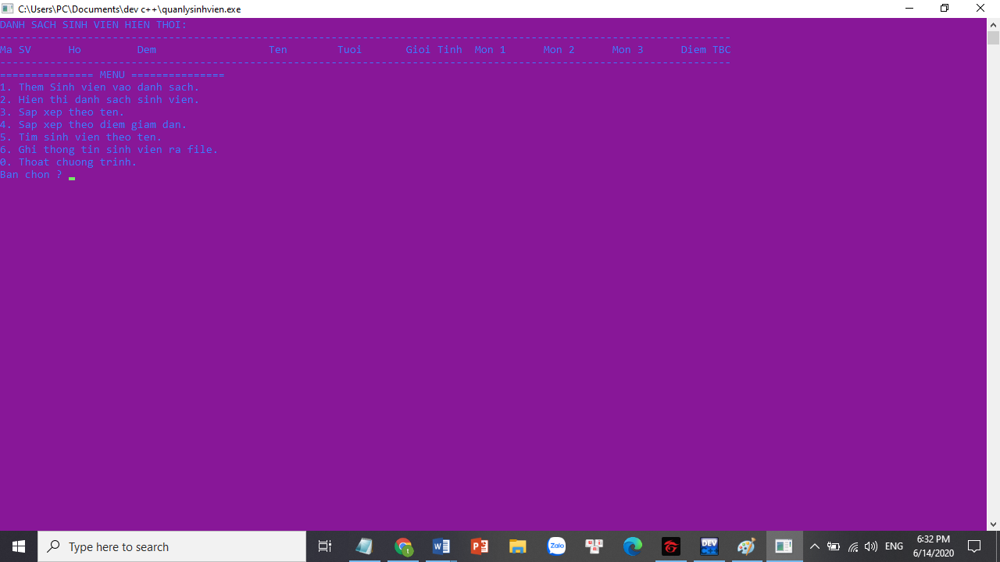 C:\Users\PC\Documents\dev c++\quanlysinhvien.exe
DANH SACH SINH VIEN HIEN THOI:
---------------------------------------------------------------------------------------------------------------------
Ma SV      Ho         Dem                  Ten        Tuoi       Gioi Tinh  Mon 1      Mon 2      Mon 3      Diem TBC
---------------------------------------------------------------------------------------------------------------------
=============== MENU ===============
1. Them Sinh vien vao danh sach.
2. Hien thi danh sach sinh vien.
3. Sap xep theo ten.
4. Sap xep theo diem giam dan.
5. Tim sinh vien theo ten.
6. Ghi thong tin sinh vien ra file.
0. Thoat chuong trinh.
Ban chon ?
Type here to search
Zalo
DEV
ENG
6:32 PM
6/14/2020